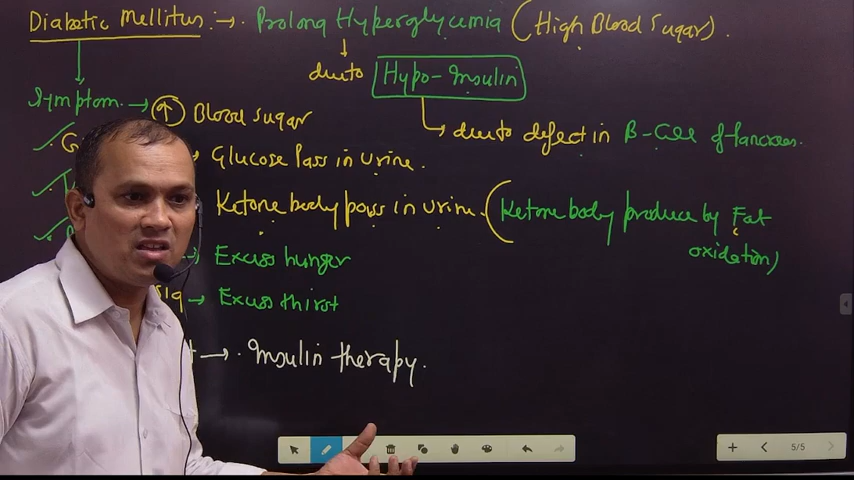 Diabetic Mellitus :→. Prolong Hyperglycemia (High Blood Sugar).
due to Hypo-Insulin
Symptom. → ↑ Blood sugar
due to defect in B-Cell of Pancreas.
G
Glucose Pass in urine.
Ketone body pass in urine. (Ketone body produce by Fat
oxidation)
Excess hunger
→ Excess thirst
→ Insulin therapy.
5/5